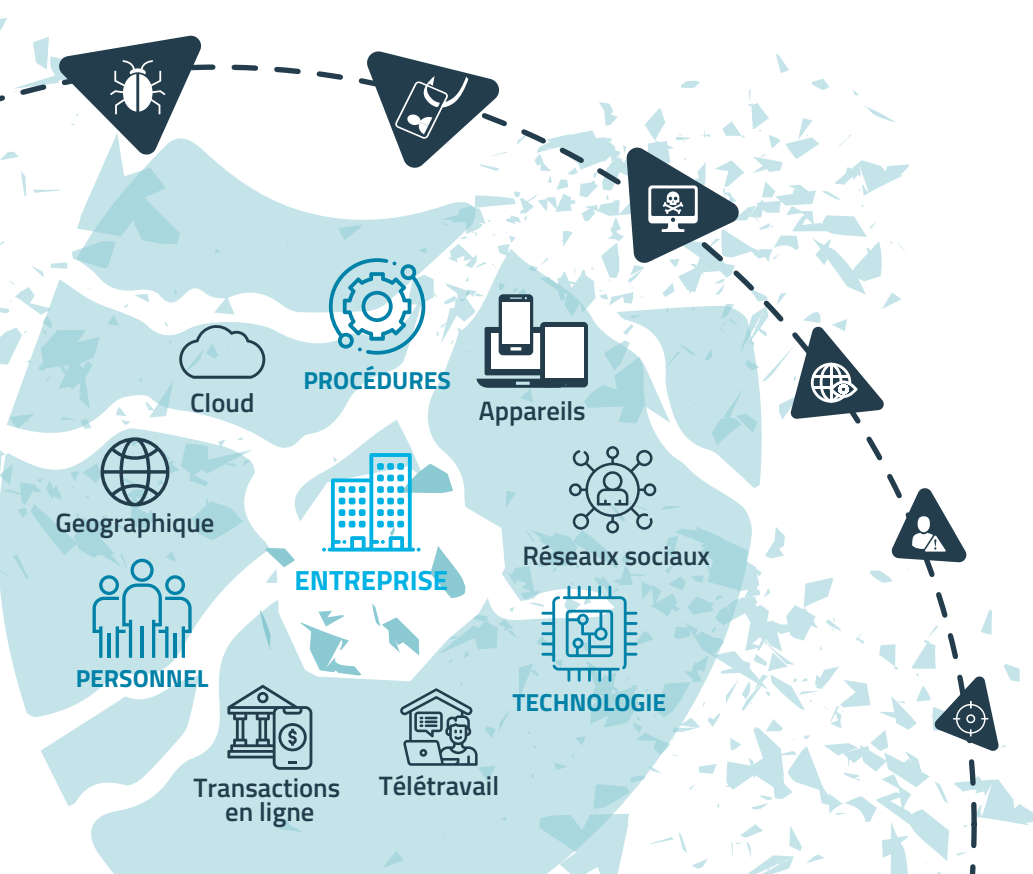 PROCÉDURES
Cloud
Appareils
Geographique
Réseaux sociaux
ENTREPRISE
PERSONNEL
TECHNOLOGIE
Transactions
en ligne
Télétravail